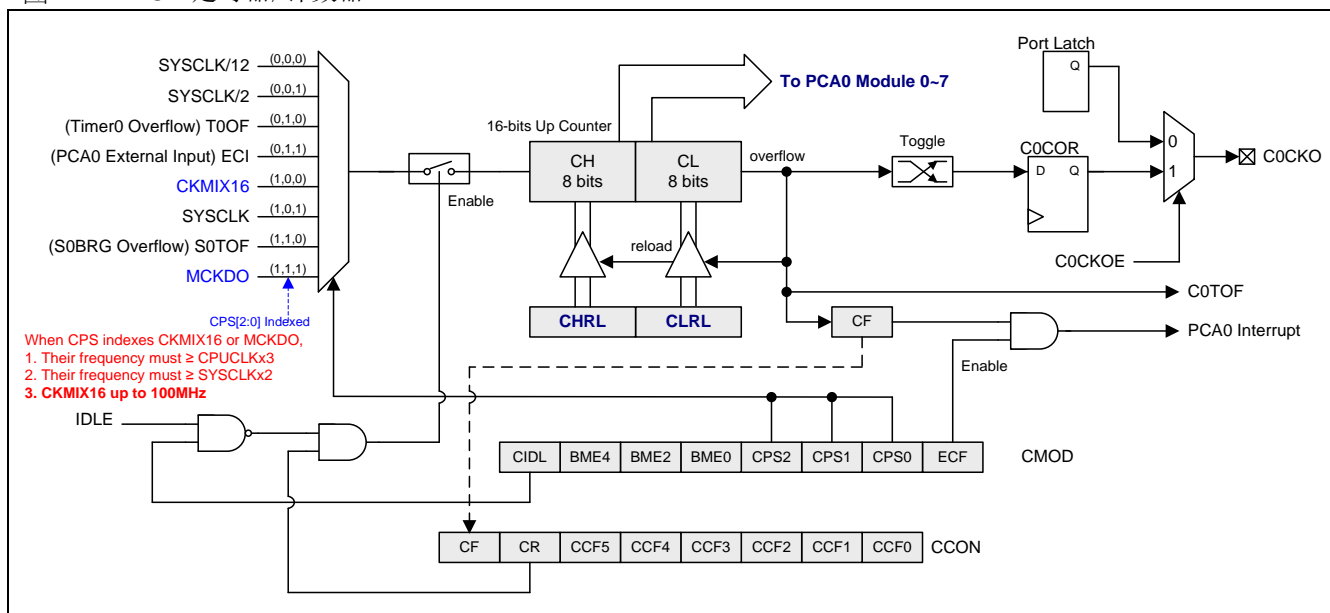 SYSCLK/12 (0,0,0)
SYSCLK/2 (0,0,1)
(Timer0 Overflow) T0OF (0,1,0)
(PCA0 External Input) ECI (0,1,1)
CKMIX16 (1,0,0)
SYSCLK (1,0,1)
(S0BRG Overflow) S0TOF (1,1,0)
MCKDO (1,1,1)
CPS[2:0] Indexed
When CPS indexes CKMIX16 or MCKDO,
1. Their frequency must ≥ CPUCLKx3
2. Their frequency must ≥ SYSCLKx2
3. CKMIX16 up to 100MHz
Enable
16-bits Up Counter
To PCA0 Module 0~7
CH
8 bits
CL
8 bits
overflow
reload
CHRL
CLRL
Toggle
Port Latch
Q
C0COR
D
Q
0
1
C0CKO
C0CKOE
C0TOF
CF
PCA0 Interrupt
Enable
IDLE
CIDL BME4 BME2 BME0 CPS2 CPS1 CPS0 ECF CMOD
CF CR CCF5 CCF4 CCF3 CCF2 CCF1 CCF0 CCON